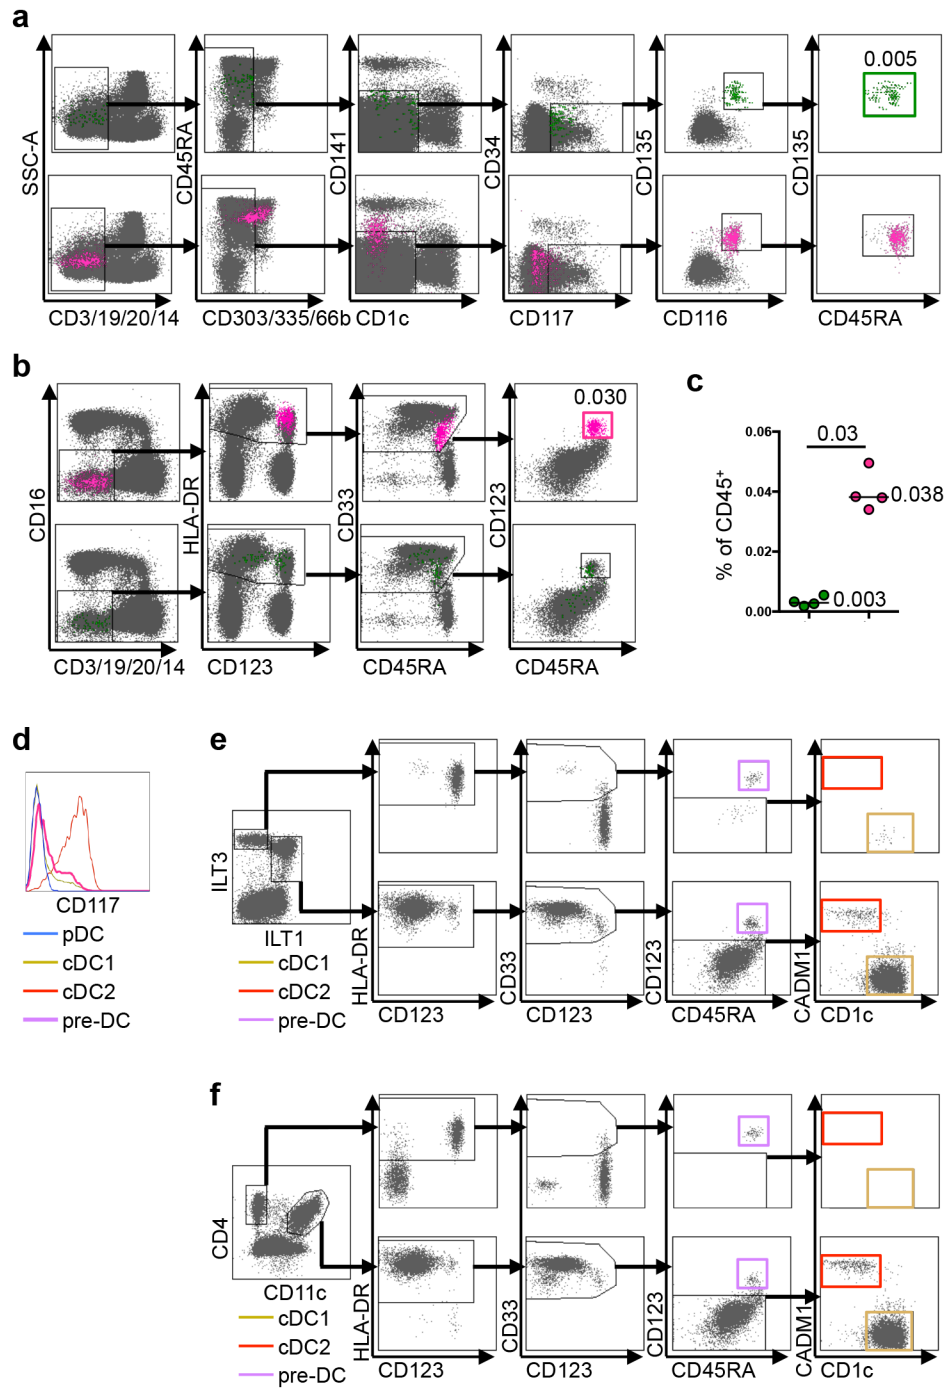 a
0.005
SSC-A
CD45RA
CD141
CD34
CD135
CD135
CD3/19/20/14
CD303/335/66b
CD1c
CD117
CD116
CD45RA
b
0.030
CD16
HLA-DR
CD33
CD123
CD3/19/20/14
CD123
CD45RA
CD45RA
c
0.06
0.04
0.02
0.00
% of CD45+
0.03
0.038
0.003
d
CD117
pDC
cDC1
cDC2
pre-DC
e
ILT3
ILT1
cDC1
cDC2
pre-DC
HLA-DR
CD33
CD123
CADM1
CD123
CD123
CD45RA
CD1c
f
CD4
CD11c
cDC1
cDC2
pre-DC
HLA-DR
CD33
CD123
CADM1
CD123
CD123
CD45RA
CD1c